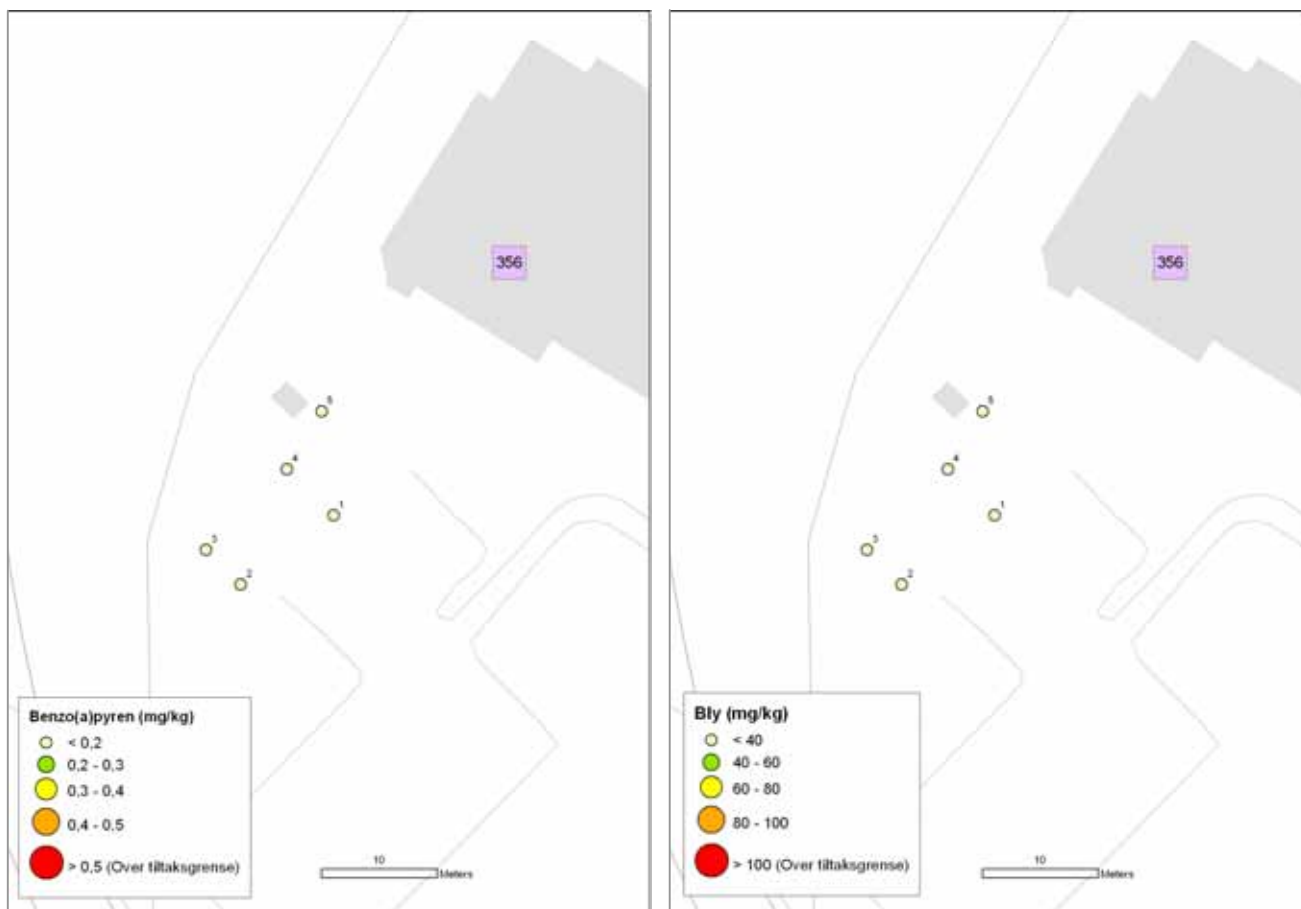 356
5
4
1
3
2
Benzo(a)pyren (mg/kg)
< 0,2
0,2 - 0,3
0,3 - 0,4
0,4 - 0,5
> 0,5 (Over tiltaksgrense)
10
Meters
356
5
4
1
3
2
Bly (mg/kg)
< 40
40 - 60
60 - 80
80 - 100
> 100 (Over tiltaksgrense)
10
Meters